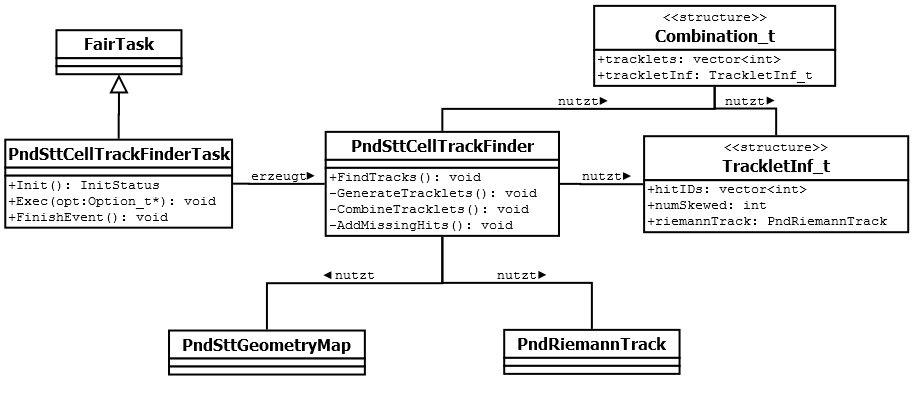 <<structure>>
Combination_t
+tracklets: vector<int>
+trackletInf: TrackletInf_t
FairTask
nutzt▶
nutzt▶
PndSttCellTrackFinderTask
+Init(): InitStatus
+Exec(opt:Option_t*): void
+FinishEvent(): void
erzeugt▶
PndSttCellTrackFinder
+FindTracks(): void
-GenerateTracklets(): void
-CombineTracklets(): void
-AddMissingHits(): void
nutzt▶
<<structure>>
TrackletInf_t
+hitIDs: vector<int>
+numSkewed: int
+riemannTrack: PndRiemannTrack
◀nutzt
nutzt▶
PndSttGeometryMap
PndRiemannTrack